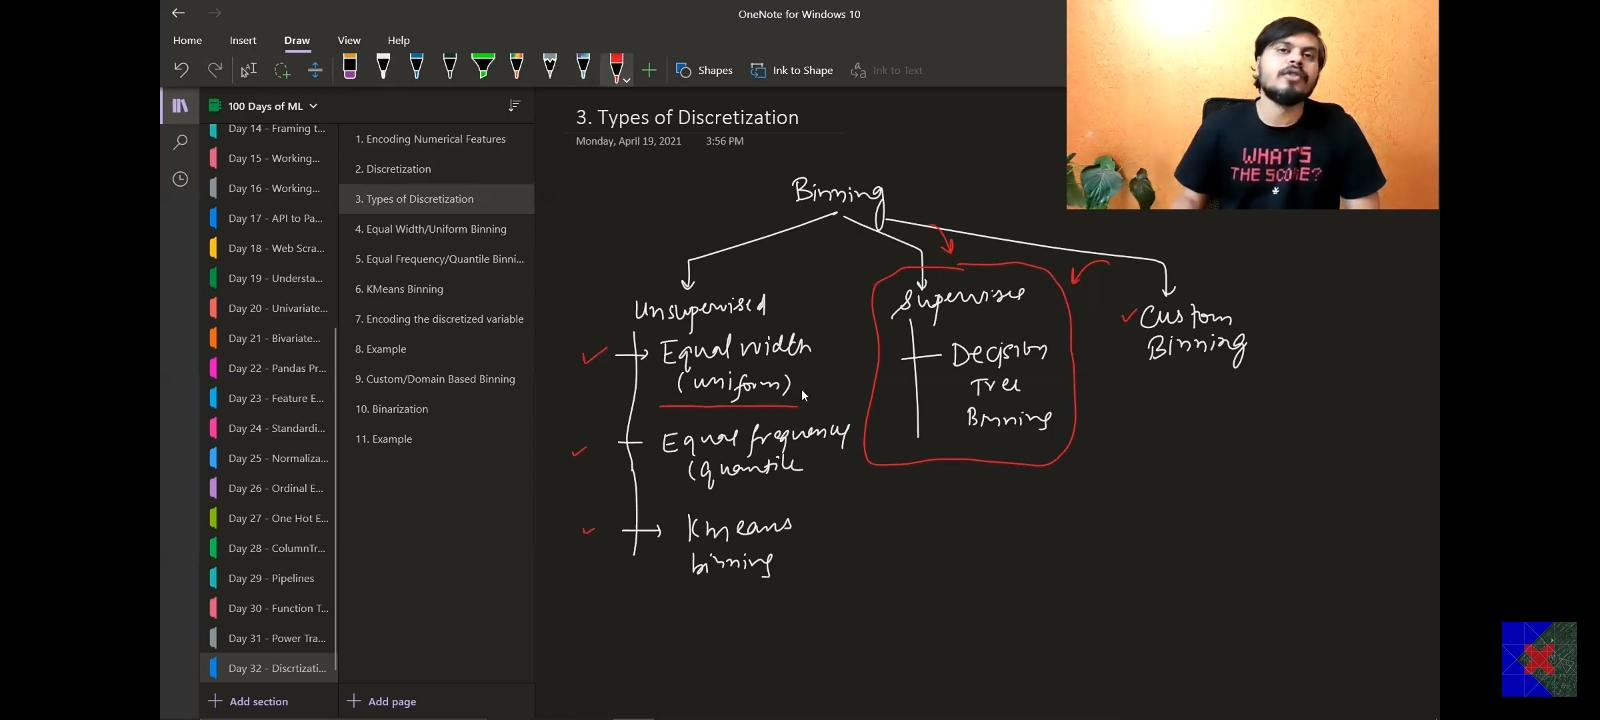 OneNote for Windows 10
Home Insert Draw View Help
Shapes Ink to Shape Ink to Text
100 Days of ML
Day 14 - Framing t...
Day 15 - Working...
Day 16 - Working...
Day 17 - API to Pa...
Day 18 - Web Scra...
Day 19 - Understa...
Day 20 - Univariate...
Day 21 - Bivariate...
Day 22 - Pandas Pr...
Day 23 - Feature E...
Day 24 - Standardi...
Day 25 - Normaliza...
Day 26 - Ordinal E...
Day 27 - One Hot E...
Day 28 - ColumnTr...
Day 29 - Pipelines
Day 30 - Function T...
Day 31 - Power Tra...
Day 32 - Discrtizati...
Add section
1. Encoding Numerical Features
2. Discretization
3. Types of Discretization
4. Equal Width/Uniform Binning
5. Equal Frequency/Quantile Binni...
6. KMeans Binning
7. Encoding the discretized variable
8. Example
9. Custom/Domain Based Binning
10. Binarization
11. Example
Add page
3. Types of Discretization
Monday, April 19, 2021 3:56 PM
Binning
Unsupervised
Equal width
(uniform)
Equal frequency
(quantile
Kmeans
binning
Supervises
Decision
Tree
Binning
Custom
Binning
WHAT'S
THE SCORE?